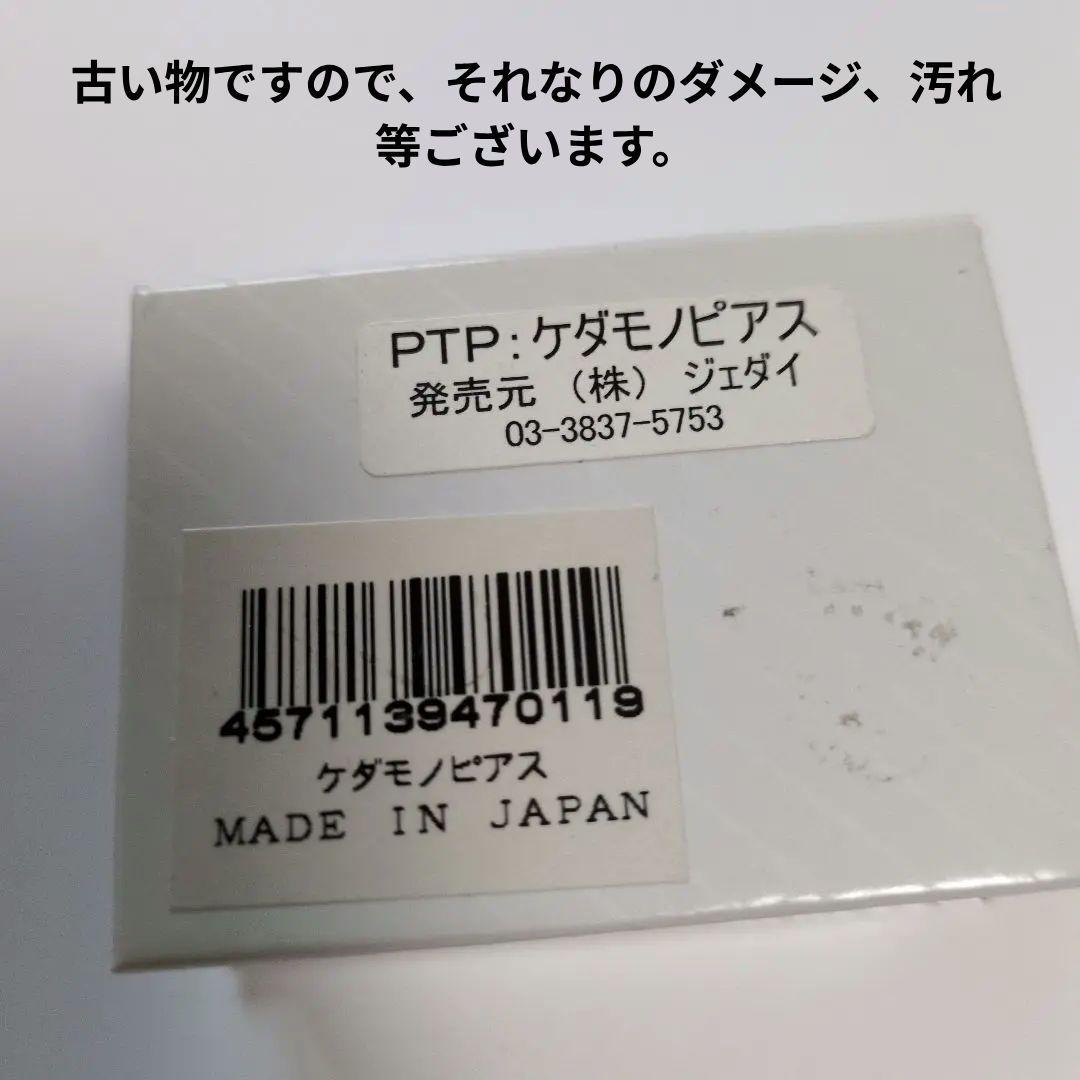 古い物ですので、それなりのダメージ、汚れ
等ございます。
PTP:ケダモノピアス
発売元 (株) ジェダイ
03-3837-5753
4571139470119
ケダモノピアス
MADE IN JAPAN